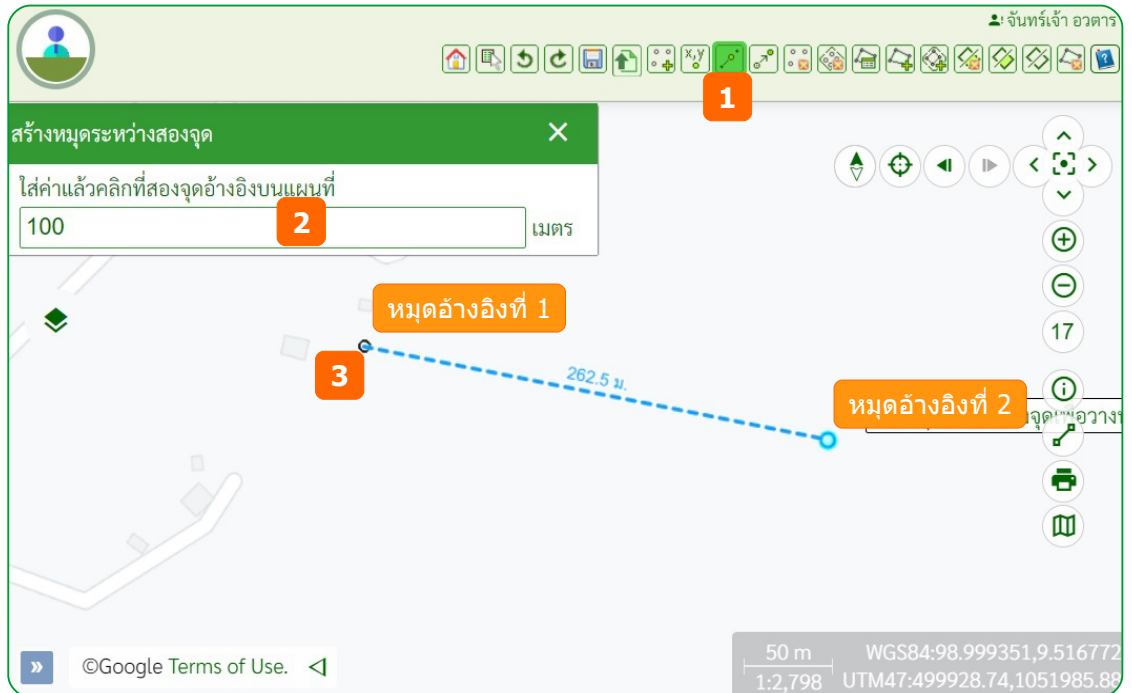 จันทร์เจ้า อวตาร
x,y
1
สร้างหมุดระหว่างสองจุด
ใส่ค่าแล้วคลิกที่สองจุดอ้างอิงบนแผนที่
100
2
เมตร
หมุดอ้างอิงที่ 1
3
262.5 ม.
17
หมุดอ้างอิงที่ 2
©Google Terms of Use.
50 m
1:2,798
WGS84:98.999351,9.516772
UTM47:499928.74,1051985.88